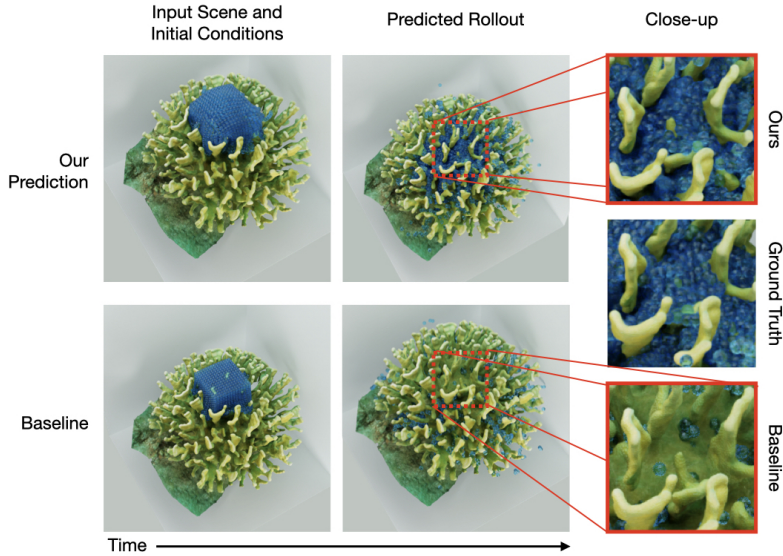 Input Scene and
Initial Conditions
Predicted Rollout
Close-up
Our
Prediction
Ours
Ground Truth
Baseline
Baseline
Time